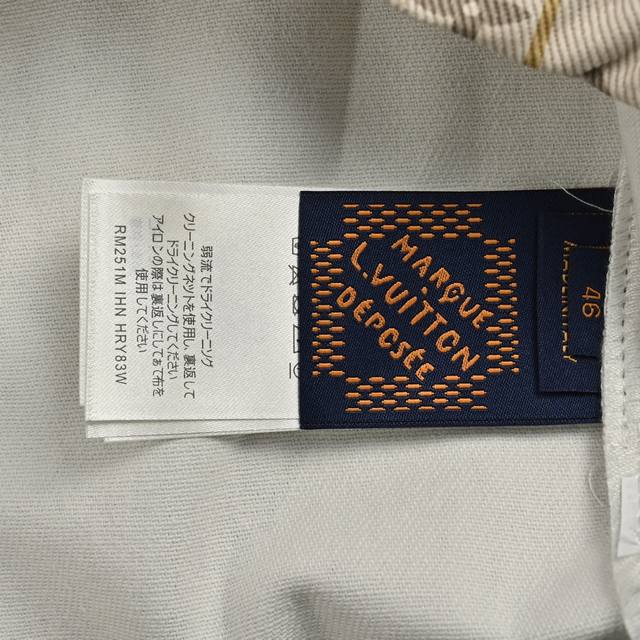 MARQUE
L.VUITTON
DÉPOSÉE
46
弱流でドライクリーニング
クリーニングネットを使用し、裏返して
ドライクリーニングしてください
アイロンの際は裏返しにしてあて布を
使用してください
RM251M IHN HRY83W